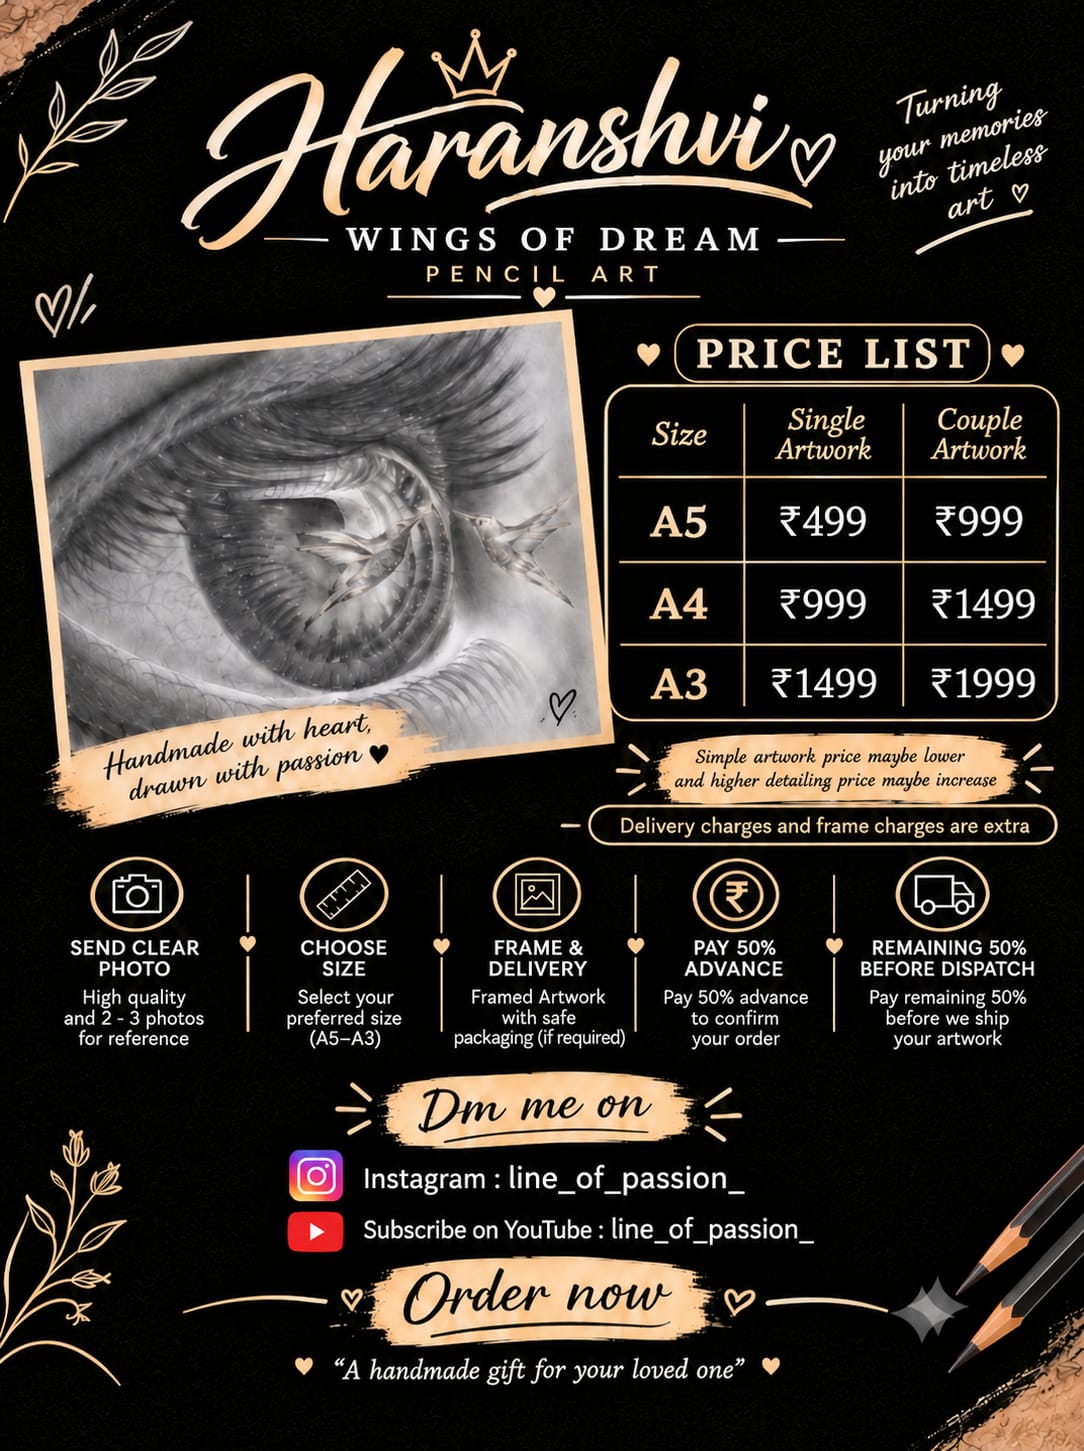 Haranshvi
WINGS OF DREAM
PENCIL ART
Turning
your memories
into timeless
art
PRICE LIST
Size Single Artwork Couple Artwork
A5 ₹499 ₹999
A4 ₹999 ₹1499
A3 ₹1499 ₹1999
Handmade with heart,
drawn with passion
Simple artwork price maybe lower
and higher detailing price maybe increase
Delivery charges and frame charges are extra
SEND CLEAR
PHOTO
High quality
and 2 - 3 photos
for reference
CHOOSE
SIZE
Select your
preferred size
(A5–A3)
FRAME &
DELIVERY
Framed Artwork
with safe
packaging (if required)
PAY 50%
ADVANCE
Pay 50% advance
to confirm
your order
REMAINING 50%
BEFORE DISPATCH
Pay remaining 50%
before we ship
your artwork
Dm me on
Instagram : line_of_passion_
Subscribe on YouTube : line_of_passion_
Order now
“A handmade gift for your loved one”